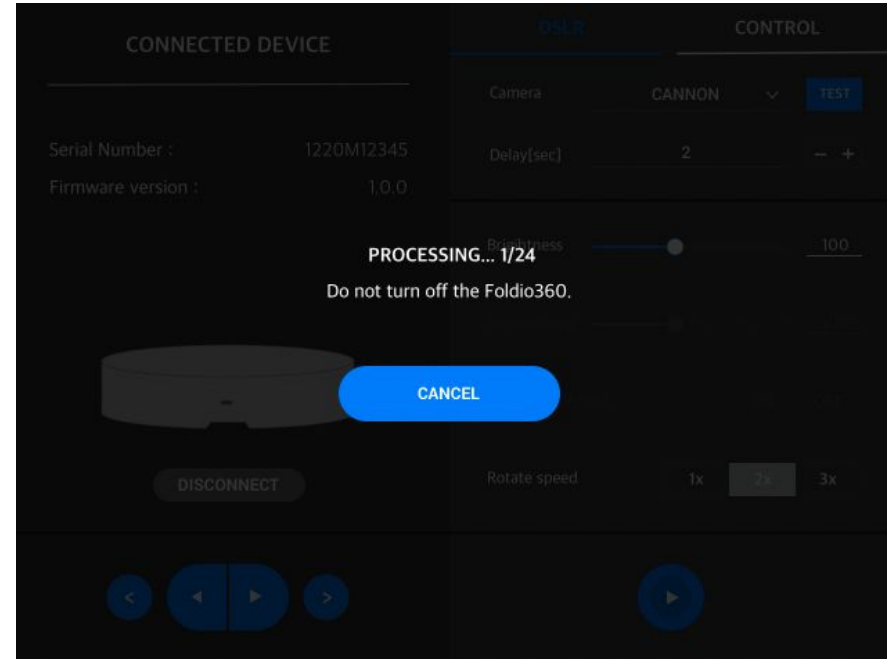 CONNECTED DEVICE
DSLR
CONTROL
Camera
CANNON
TEST
Serial Number :
1220M12345
Delay[sec]
2
− +
Firmware version :
1.0.0
Brightness
100
PROCESSING... 1/24
Do not turn off the Foldio360.
CANCEL
DISCONNECT
Rotate speed
1x
2x
3x
< >